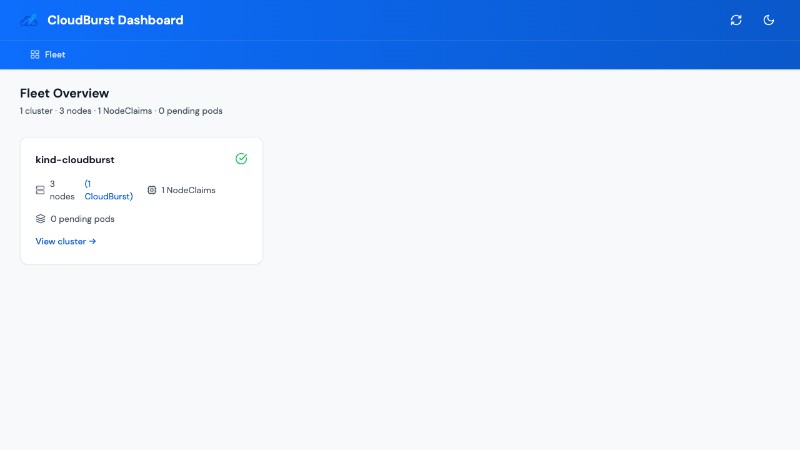 CloudBurst Dashboard
Fleet
Fleet Overview
1 cluster · 3 nodes · 1 NodeClaims · 0 pending pods
kind-cloudburst
3 nodes (1 CloudBurst) 1 NodeClaims
0 pending pods
View cluster →